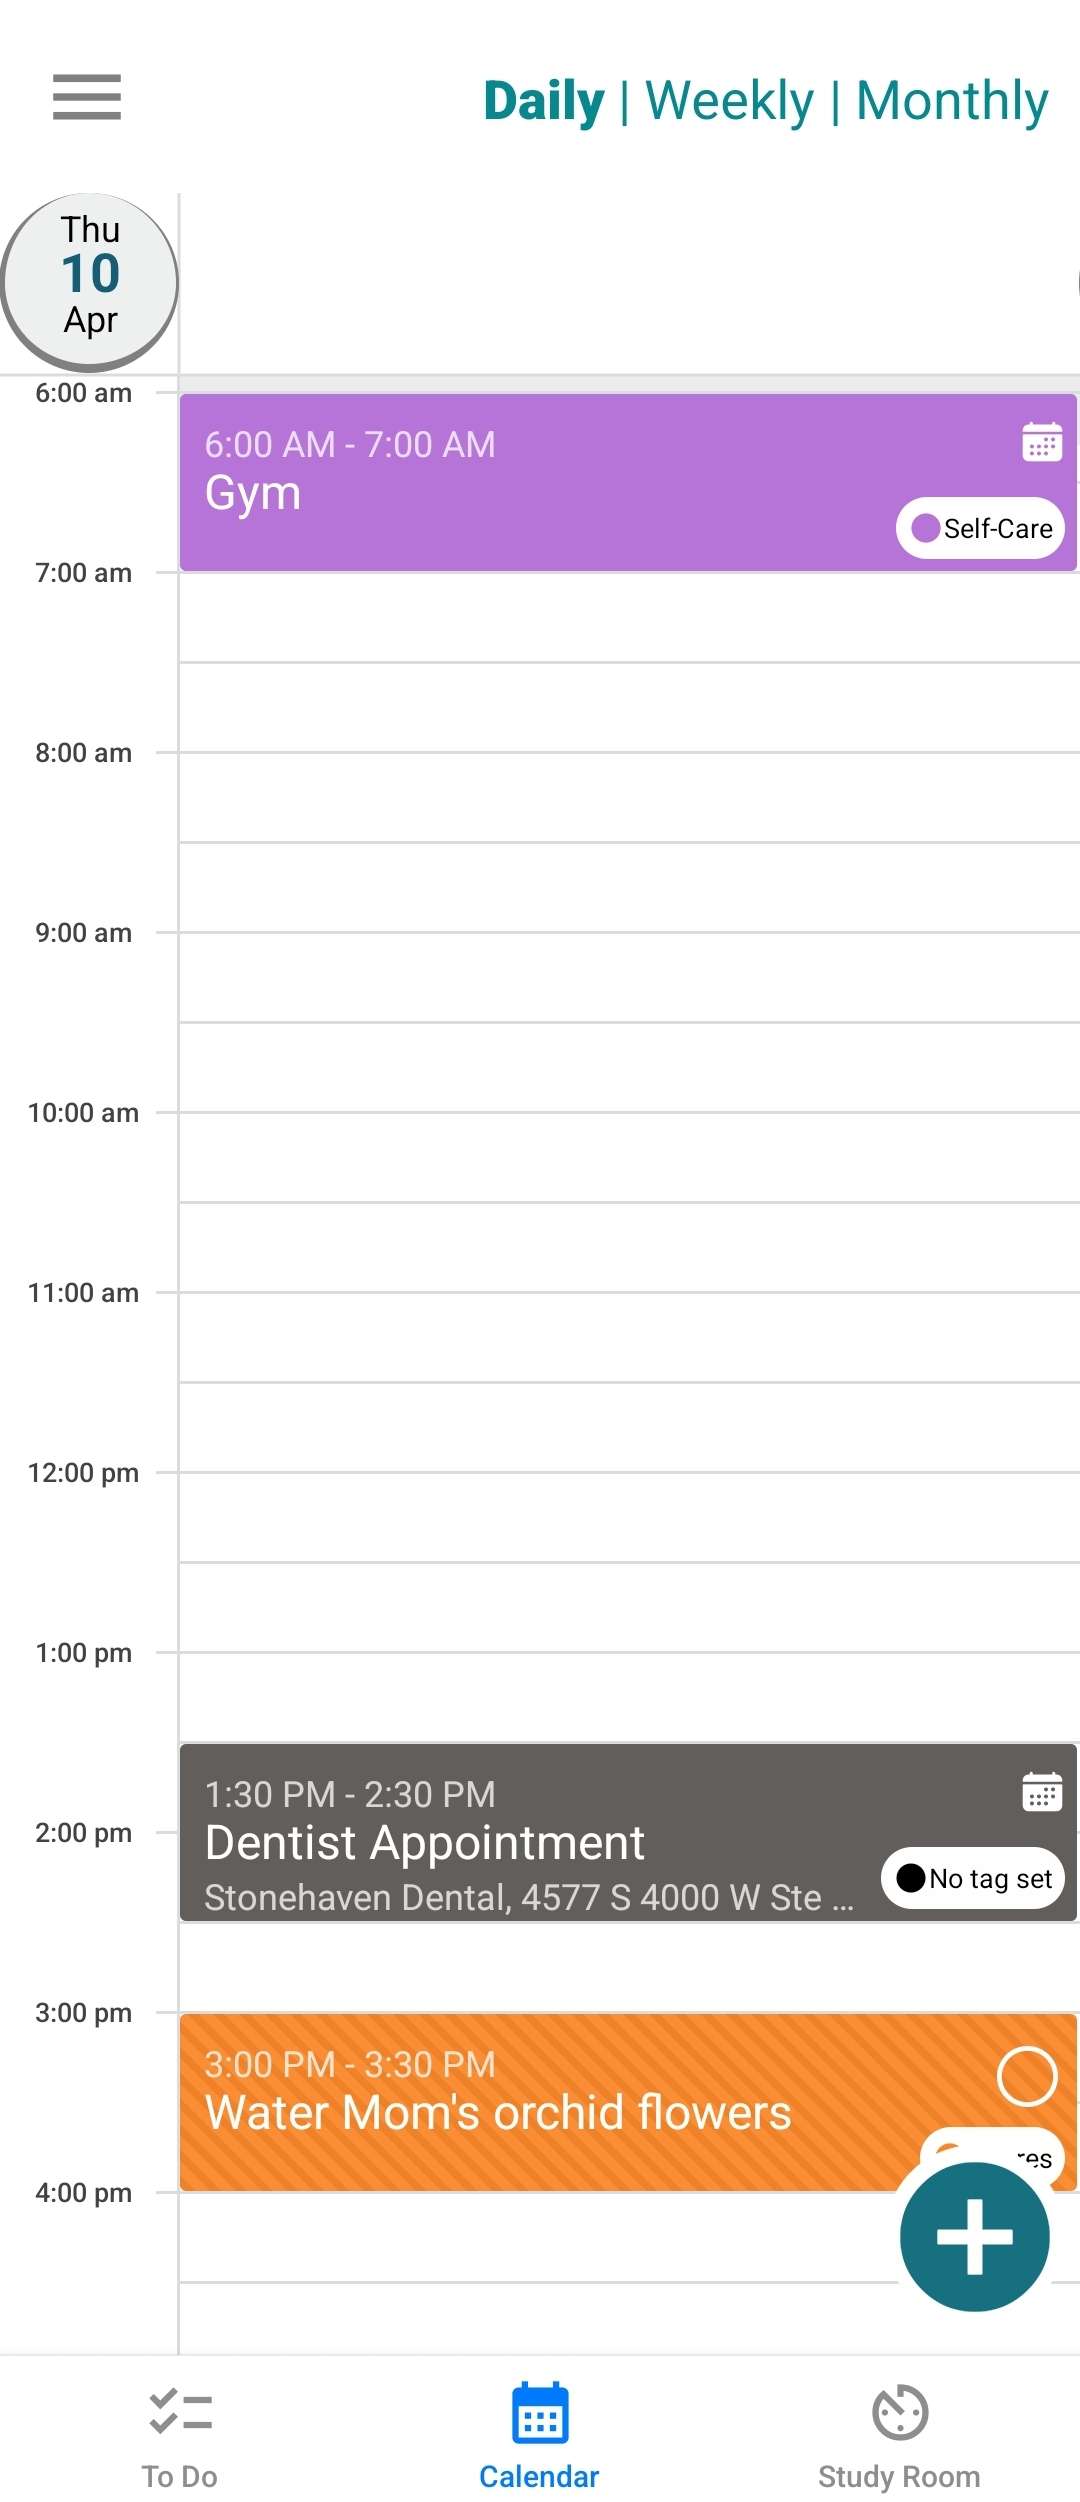 Daily | Weekly | Monthly
Thu
10
Apr
6:00 am
6:00 AM - 7:00 AM
Gym
Self-Care
7:00 am
8:00 am
9:00 am
10:00 am
11:00 am
12:00 pm
1:00 pm
1:30 PM - 2:30 PM
2:00 pm
Dentist Appointment
No tag set
Stonehaven Dental, 4577 S 4000 W Ste ...
3:00 pm
3:00 PM - 3:30 PM
Water Mom's orchid flowers
4:00 pm
To Do
Calendar
Study Room